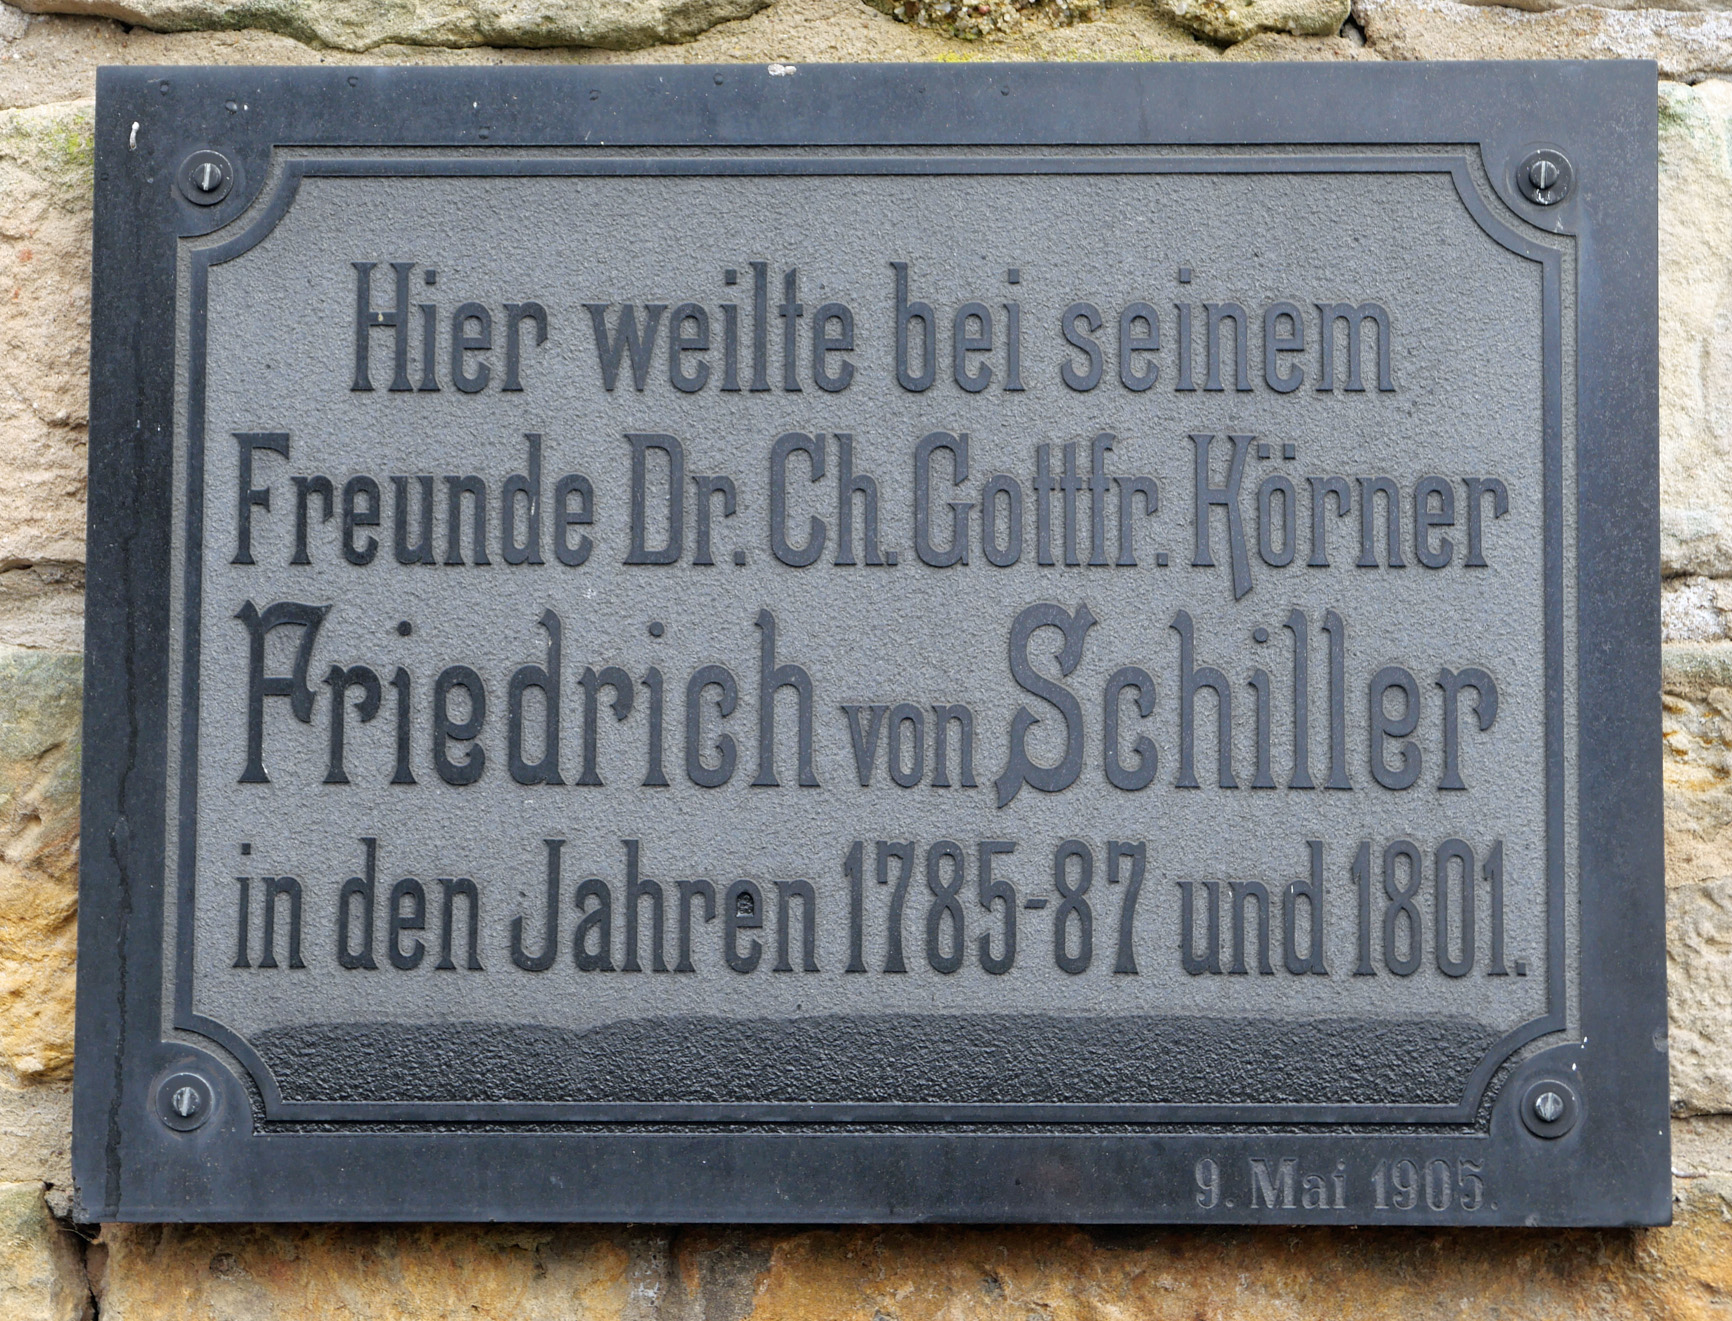 Hier weilte bei seinem
Freunde Dr. Ch. Gottfr. Körner
Friedrich von Schiller
in den Jahren 1785-87 und 1801.
9. Mai 1905.